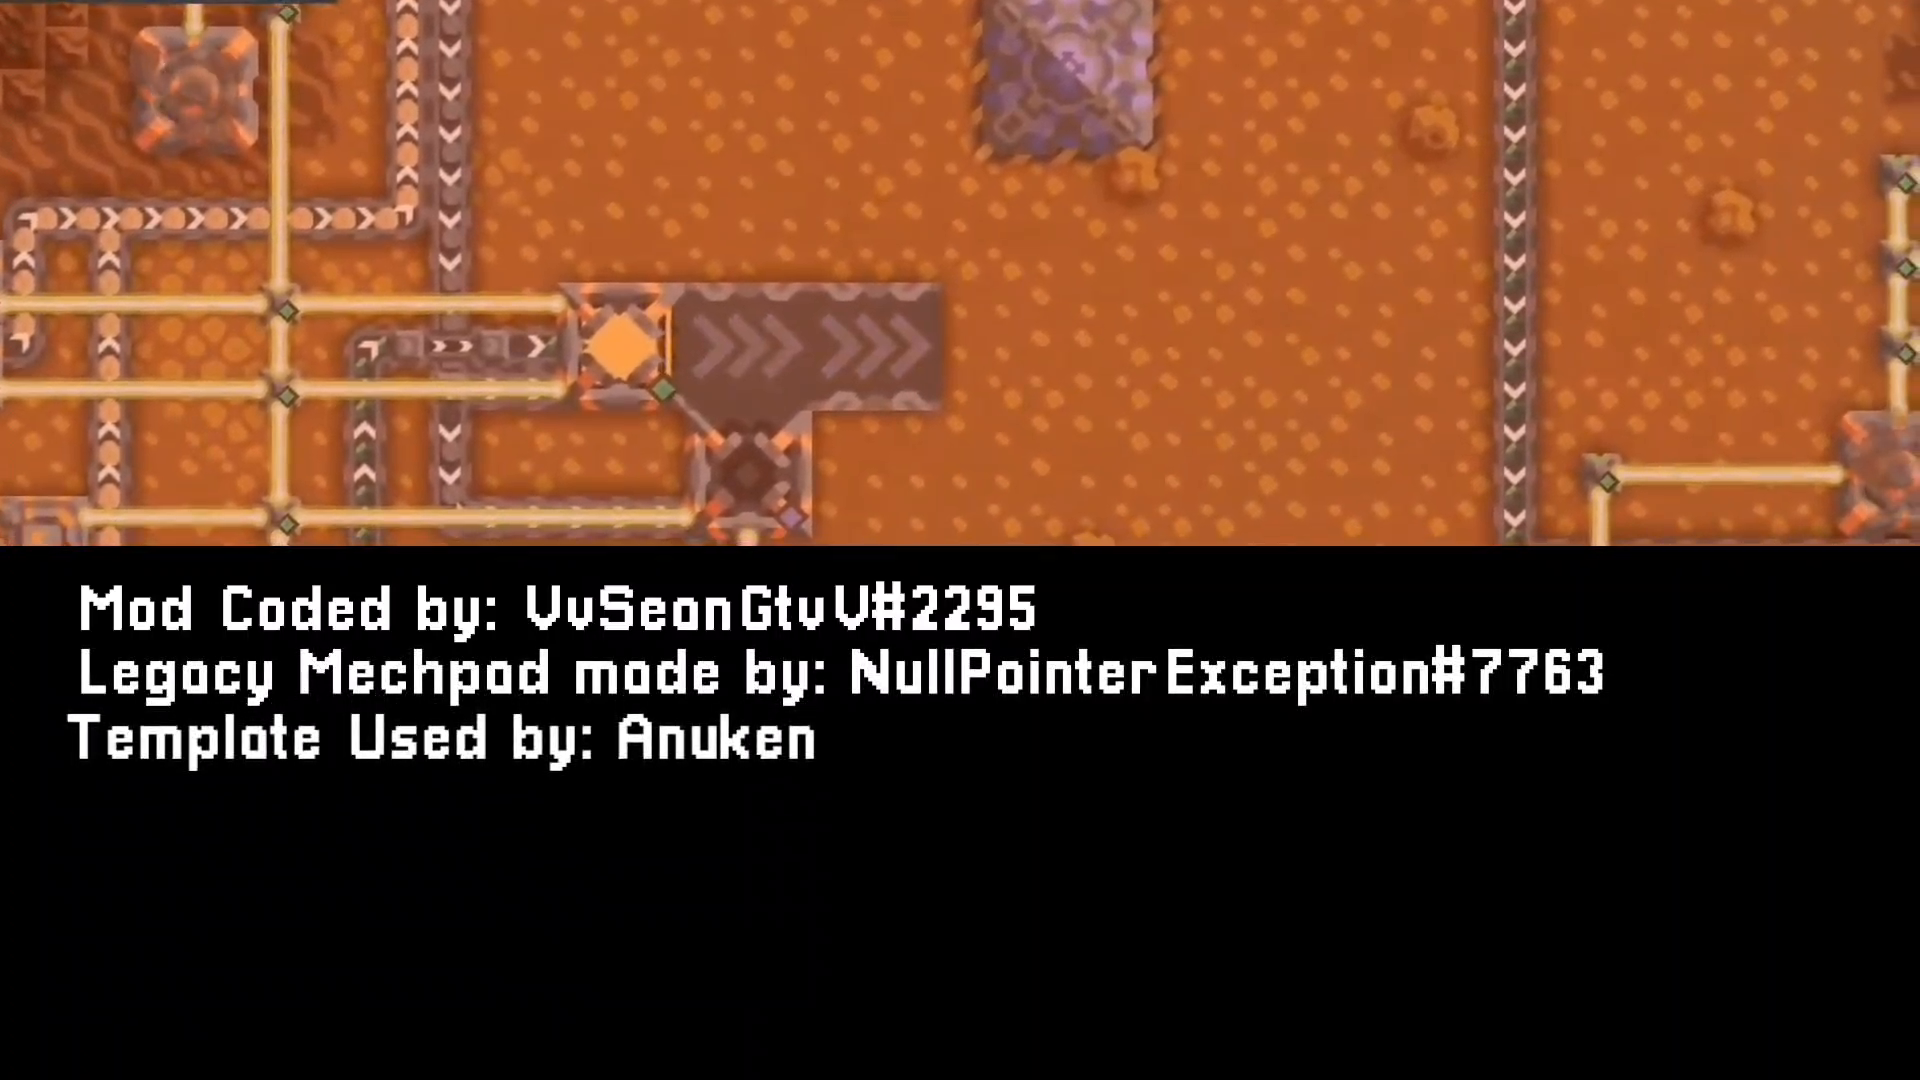 Mod Coded by: VvSeanGtvV#2295
Legacy Mechpad made by: NullPointerException#7763
Template Used by: Anuken